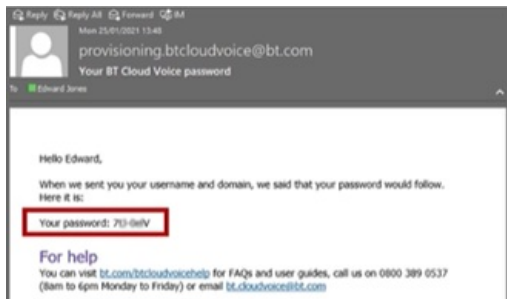 Reply Reply All Forward IM
Mon 25/01/2021 13:40
provisioning.btcloudvoice@bt.com
Your BT Cloud Voice password
To Edward Jones
Hello Edward,
When we sent you your username and domain, we said that your password would follow.
Here it is:
Your password:
For help
You can visit bt.com/btcloudvoicehelp for FAQs and user guides, call us on 0800 389 0537
(8am to 6pm Monday to Friday) or email bt.cloudvoice@bt.com